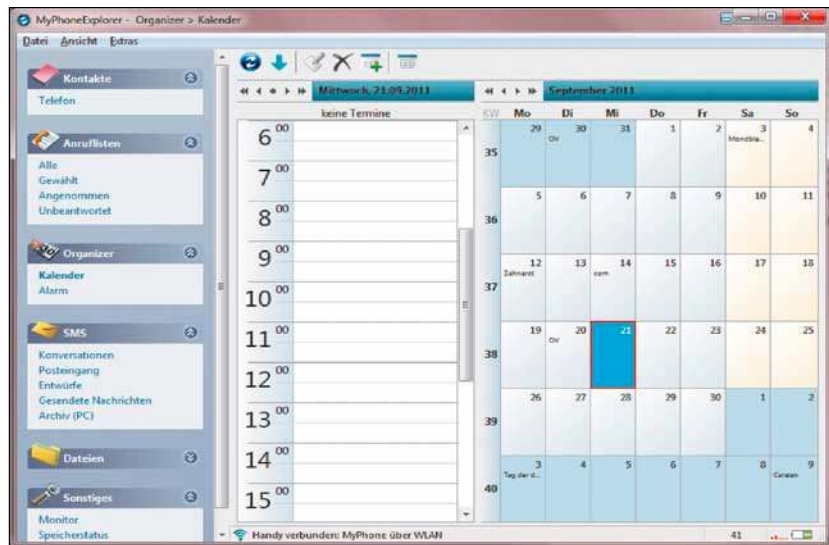 MyPhoneExplorer - Organizer > Kalender
Datei Ansicht Extras
Kontakte
Telefon
Anruflisten
Alle
Gewählt
Angenommen
Unbeantwortet
Organizer
Kalender
Alarm
SMS
Konversationen
Posteingang
Entwürfe
Gesendete Nachrichten
Archiv (PC)
Dateien
Sonstiges
Monitor
Speicherstatus
Mittwoch, 21.09.2011
keine Termine
6 00
7 00
8 00
9 00
10 00
11 00
12 00
13 00
14 00
15 00
September 2011
KW Mo Di Mi Do Fr Sa So
35 29 30 31 1 2 3 4
OV
36 5 6 7 8 9 10 11
37 12 13 14 15 16 17 18
Zahnarzt com
38 19 20 21 22 23 24 25
OV
39 26 27 28 29 30 1 2
40 3 4 5 6 7 8 9
Tag der d... Carsten
Handy verbunden: MyPhone über WLAN 41